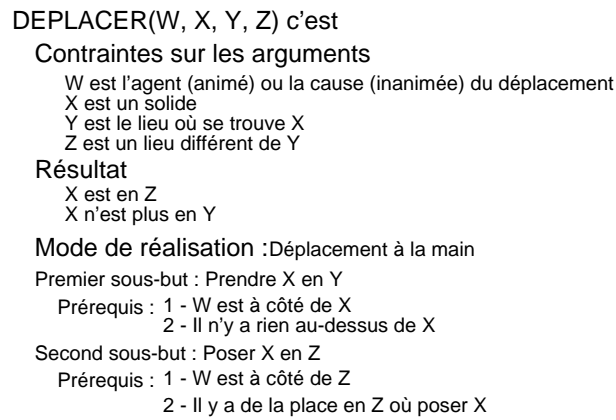 DEPLACER(W, X, Y, Z) c’est
Contraintes sur les arguments
W est l’agent (animé) ou la cause (inanimée) du déplacement
X est un solide
Y est le lieu où se trouve X
Z est un lieu différent de Y
Résultat
X est en Z
X n’est plus en Y
Mode de réalisation :Déplacement à la main
Premier sous-but : Prendre X en Y
Prérequis : 1 - W est à côté de X
2 - Il n’y a rien au-dessus de X
Second sous-but : Poser X en Z
Prérequis : 1 - W est à côté de Z
2 - Il y a de la place en Z où poser X